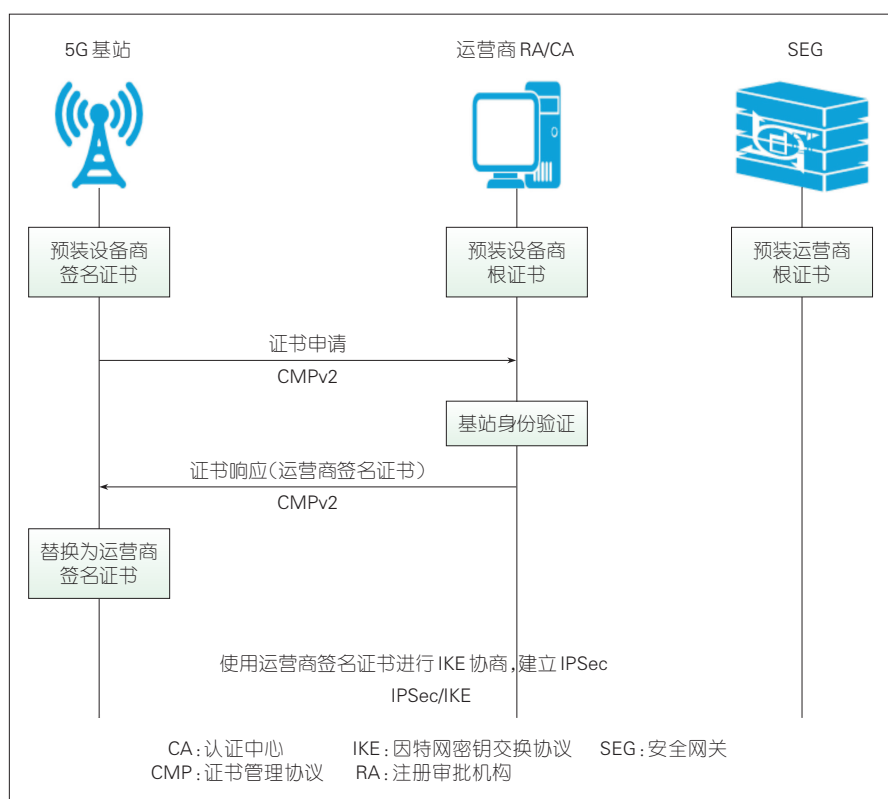 5G基站
运营商RA/CA
SEG
预装设备商
签名证书
预装设备商
根证书
预装运营商
根证书
证书申请
CMPv2
基站身份验证
证书响应(运营商签名证书)
CMPv2
替换为运营商
签名证书
使用运营商签名证书进行IKE协商,建立IPSec
IPSec/IKE
CA:认证中心 IKE:因特网密钥交换协议 SEG:安全网关
CMP:证书管理协议 RA:注册审批机构